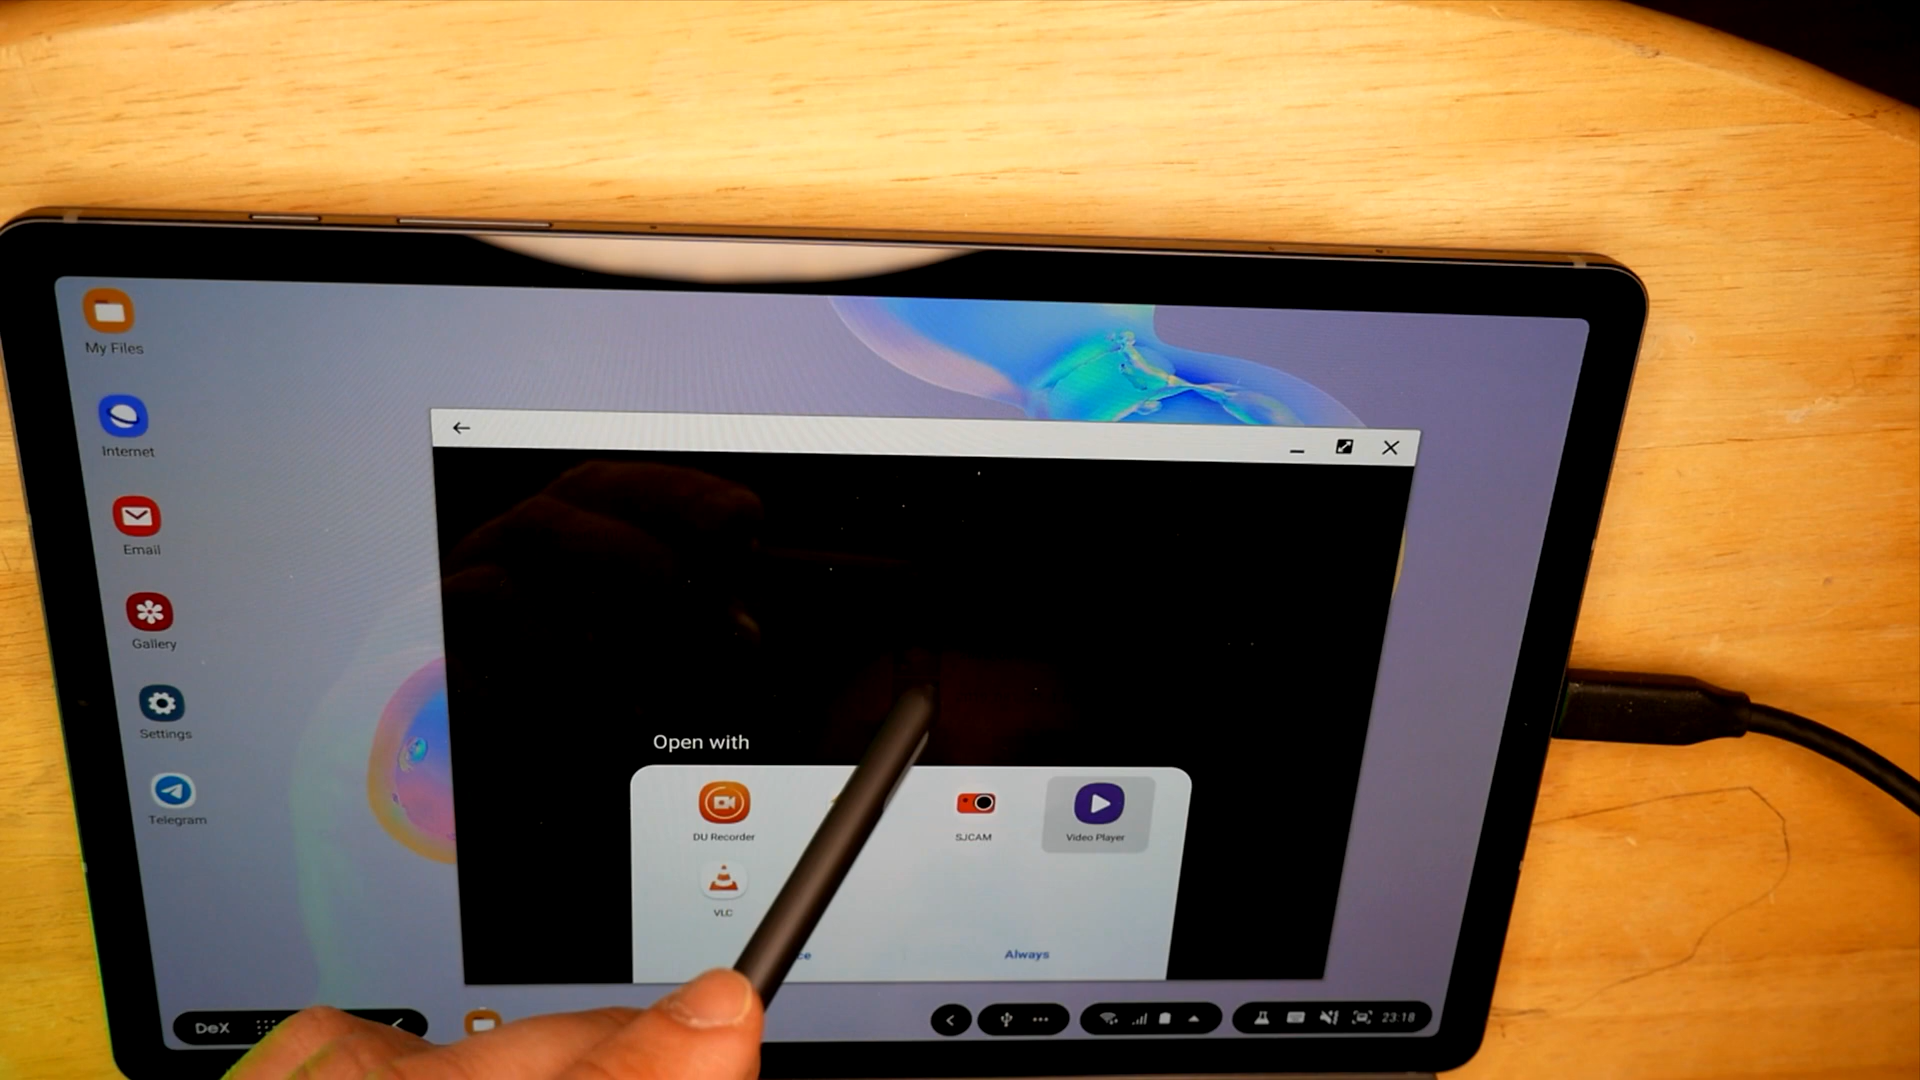 My Files
Internet
Email
Gallery
Settings
Telegram
Open with
DU Recorder
SJCAM
Video Player
VLC
Always
DeX
23:18